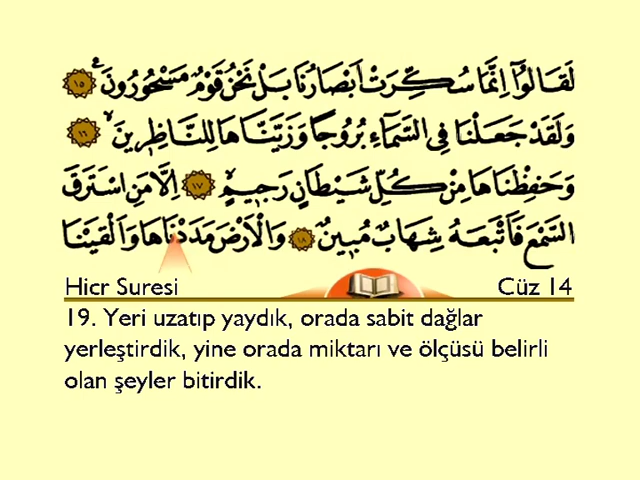 لَقَالُٓوا اِنَّمَا سُكِّرَتْ اَبْصَارُنَا بَلْ نَحْنُ قَوْمٌ مَسْحُورُونَ ۟ ﴿١٥﴾
وَلَقَدْ جَعَلْنَا فِى السَّمَٓاءِ بُرُوجًا وَزَيَّنَّاهَا لِلنَّاظِرٖينَۙ ﴿١٦﴾
وَحَفِظْنَاهَا مِنْ كُلِّ شَيْطَانٍ رَجٖيمٍۙ ﴿١٧﴾ اِلَّا مَنِ اسْتَرَقَ
السَّمْعَ فَاَتْبَعَهُ شِهَابٌ مُبٖينٌ ﴿١٨﴾ وَالْاَرْضَ مَدَدْنَاهَا وَاَلْقَيْنَا
Hicr Suresi Cüz 14
19. Yeri uzatıp yaydık, orada sabit dağlar
yerleştirdik, yine orada miktarı ve ölçüsü belirli
olan şeyler bitirdik.